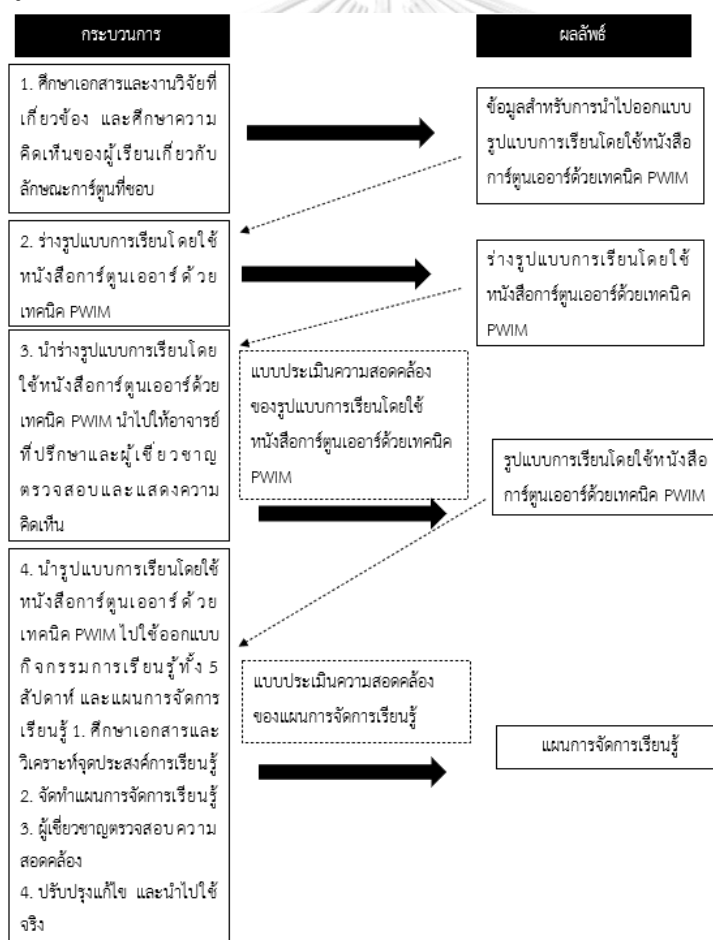 กระบวนการ
ผลลัพธ์
1. ศึกษาเอกสารและงานวิจัยที่
เกี่ยวข้อง และศึกษาความ
คิดเห็นของผู้เรียนเกี่ยวกับ
ลักษณะการ์ตูนที่ชอบ
ข้อมูลสำหรับการนำไปออกแบบ
รูปแบบการเรียนโดยใช้หนังสือ
การ์ตูนเออาร์ด้วยเทคนิค PWIM
2. ร่างรูปแบบการเรียนโดยใช้
หนังสือการ์ตูนเออาร์ด้วย
เทคนิค PWIM
ร่างรูปแบบการเรียนโดยใช้
หนังสือการ์ตูนเออาร์ด้วยเทคนิค
PWIM
3. นำร่างรูปแบบการเรียนโดย
ใช้หนังสือการ์ตูนเออาร์ด้วย
เทคนิค PWIM นำไปให้อาจารย์
ที่ปรึกษาและผู้เชี่ยวชาญ
ตรวจสอบและแสดงความ
คิดเห็น
แบบประเมินความสอดคล้อง
ของรูปแบบการเรียนโดยใช้
หนังสือการ์ตูนเออาร์ด้วยเทคนิค
PWIM
รูปแบบการเรียนโดยใช้หนังสือ
การ์ตูนเออาร์ด้วยเทคนิค PWIM
4. นำรูปแบบการเรียนโดยใช้
หนังสือการ์ตูนเออาร์ด้วย
เทคนิค PWIM ไปใช้ออกแบบ
กิจกรรมการเรียนรู้ทั้ง 5
สัปดาห์ และแผนการจัดการ
เรียนรู้ 1. ศึกษาเอกสารและ
วิเคราะห์จุดประสงค์การเรียนรู้
2. จัดทำแผนการจัดการเรียนรู้
3. ผู้เชี่ยวชาญตรวจสอบความ
สอดคล้อง
4. ปรับปรุงแก้ไข และนำไปใช้
จริง
แบบประเมินความสอดคล้อง
ของแผนการจัดการเรียนรู้
แผนการจัดการเรียนรู้